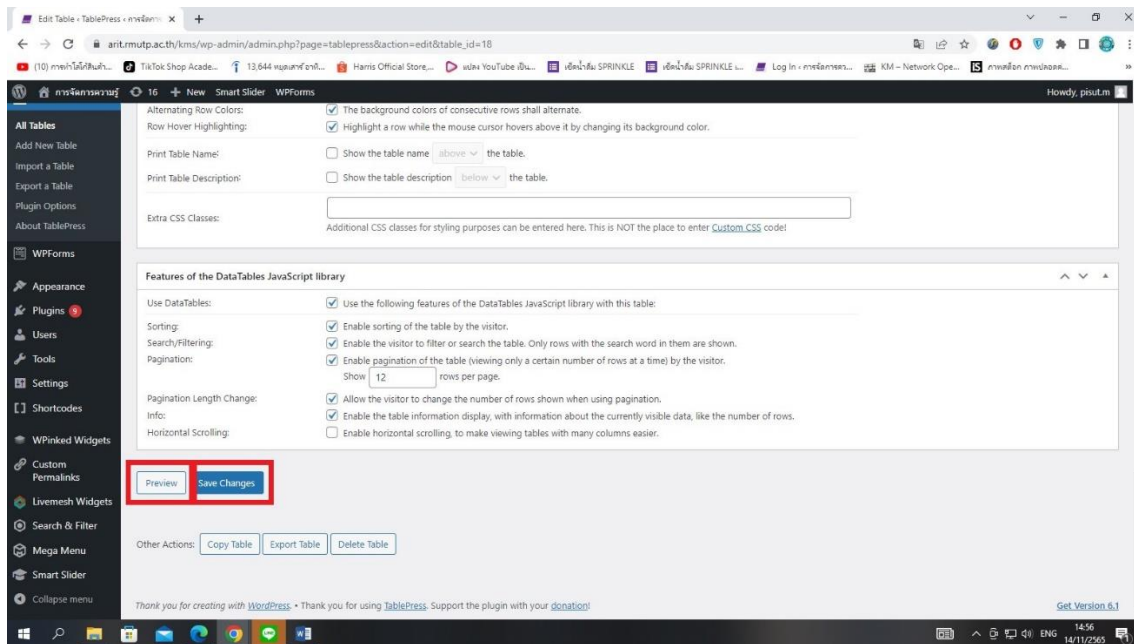 Edit Table ‹ TablePress ‹ การจัดการ
arit.rmutp.ac.th/kms/wp-admin/admin.php?page=tablepress&action=edit&table_id=18
TikTok Shop Acade...
Harris Official Store,...
KM – Network Ope...
การจัดการความรู้ 16 + New Smart Slider WPForms Howdy, pisut.m
All Tables
Add New Table
Import a Table
Export a Table
Plugin Options
About TablePress
WPForms
Appearance
Plugins 9
Users
Tools
Settings
Shortcodes
WPinked Widgets
Custom
Permalinks
Livemesh Widgets
Search & Filter
Mega Menu
Smart Slider
Collapse menu
Alternating Row Colors: The background colors of consecutive rows shall alternate.
Row Hover Highlighting: Highlight a row while the mouse cursor hovers above it by changing its background color.
Print Table Name: Show the table name above the table.
Print Table Description: Show the table description below the table.
Extra CSS Classes:
Additional CSS classes for styling purposes can be entered here. This is NOT the place to enter Custom CSS code!
Features of the DataTables JavaScript library
Use DataTables: Use the following features of the DataTables JavaScript library with this table:
Sorting: Enable sorting of the table by the visitor.
Search/Filtering: Enable the visitor to filter or search the table. Only rows with the search word in them are shown.
Pagination: Enable pagination of the table (viewing only a certain number of rows at a time) by the visitor.
Show 12 rows per page.
Pagination Length Change: Allow the visitor to change the number of rows shown when using pagination.
Info: Enable the table information display, with information about the currently visible data, like the number of rows.
Horizontal Scrolling: Enable horizontal scrolling, to make viewing tables with many columns easier.
Preview Save Changes
Other Actions: Copy Table Export Table Delete Table
Thank you for creating with WordPress. • Thank you for using TablePress. Support the plugin with your donation! Get Version 6.1
ENG 14:56
14/11/2565